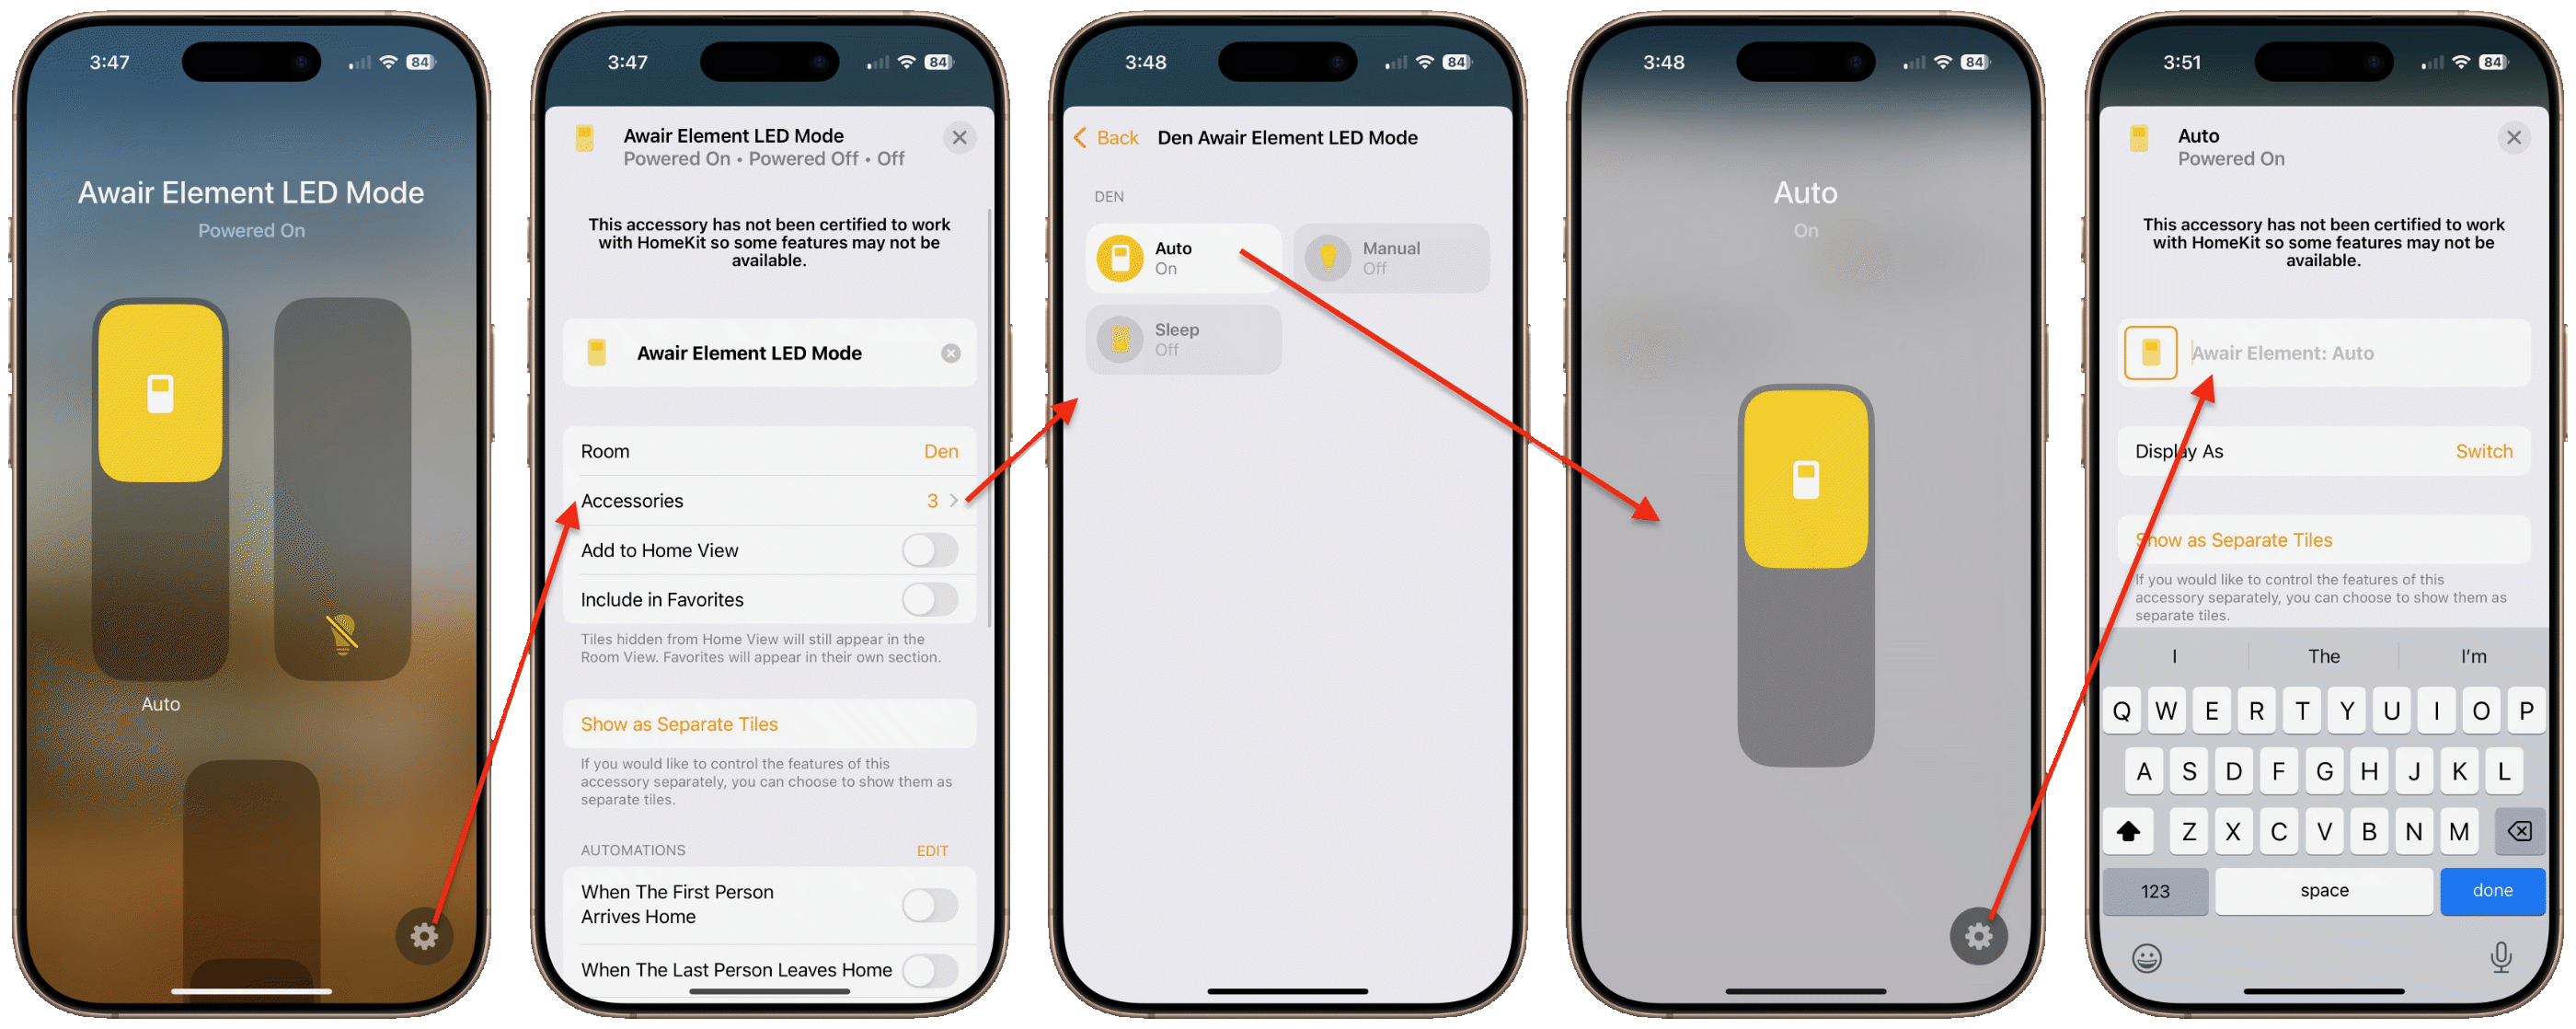 3:47
84
Awair Element LED Mode
Powered On
Auto
3:47
84
Awair Element LED Mode
Powered On • Powered Off • Off
This accessory has not been certified to work
with HomeKit so some features may not be
available.
Awair Element LED Mode
Room Den
Accessories 3
Add to Home View
Include in Favorites
Tiles hidden from Home View will still appear in the
Room View. Favorites will appear in their own section.
Show as Separate Tiles
If you would like to control the features of this
accessory separately, you can choose to show them as
separate tiles.
AUTOMATIONS EDIT
When The First Person
Arrives Home
When The Last Person Leaves Home
3:48
84
Back Den Awair Element LED Mode
DEN
Auto
On
Manual
Off
Sleep
Off
3:48
84
Auto
On
3:51
84
Auto
Powered On
This accessory has not been certified to work
with HomeKit so some features may not be
available.
Awair Element: Auto
Display As Switch
Show as Separate Tiles
If you would like to control the features of this
accessory separately, you can choose to show them as
separate tiles.
I The I'm
Q W E R T Y U I O P
A S D F G H J K L
Z X C V B N M
123 space done